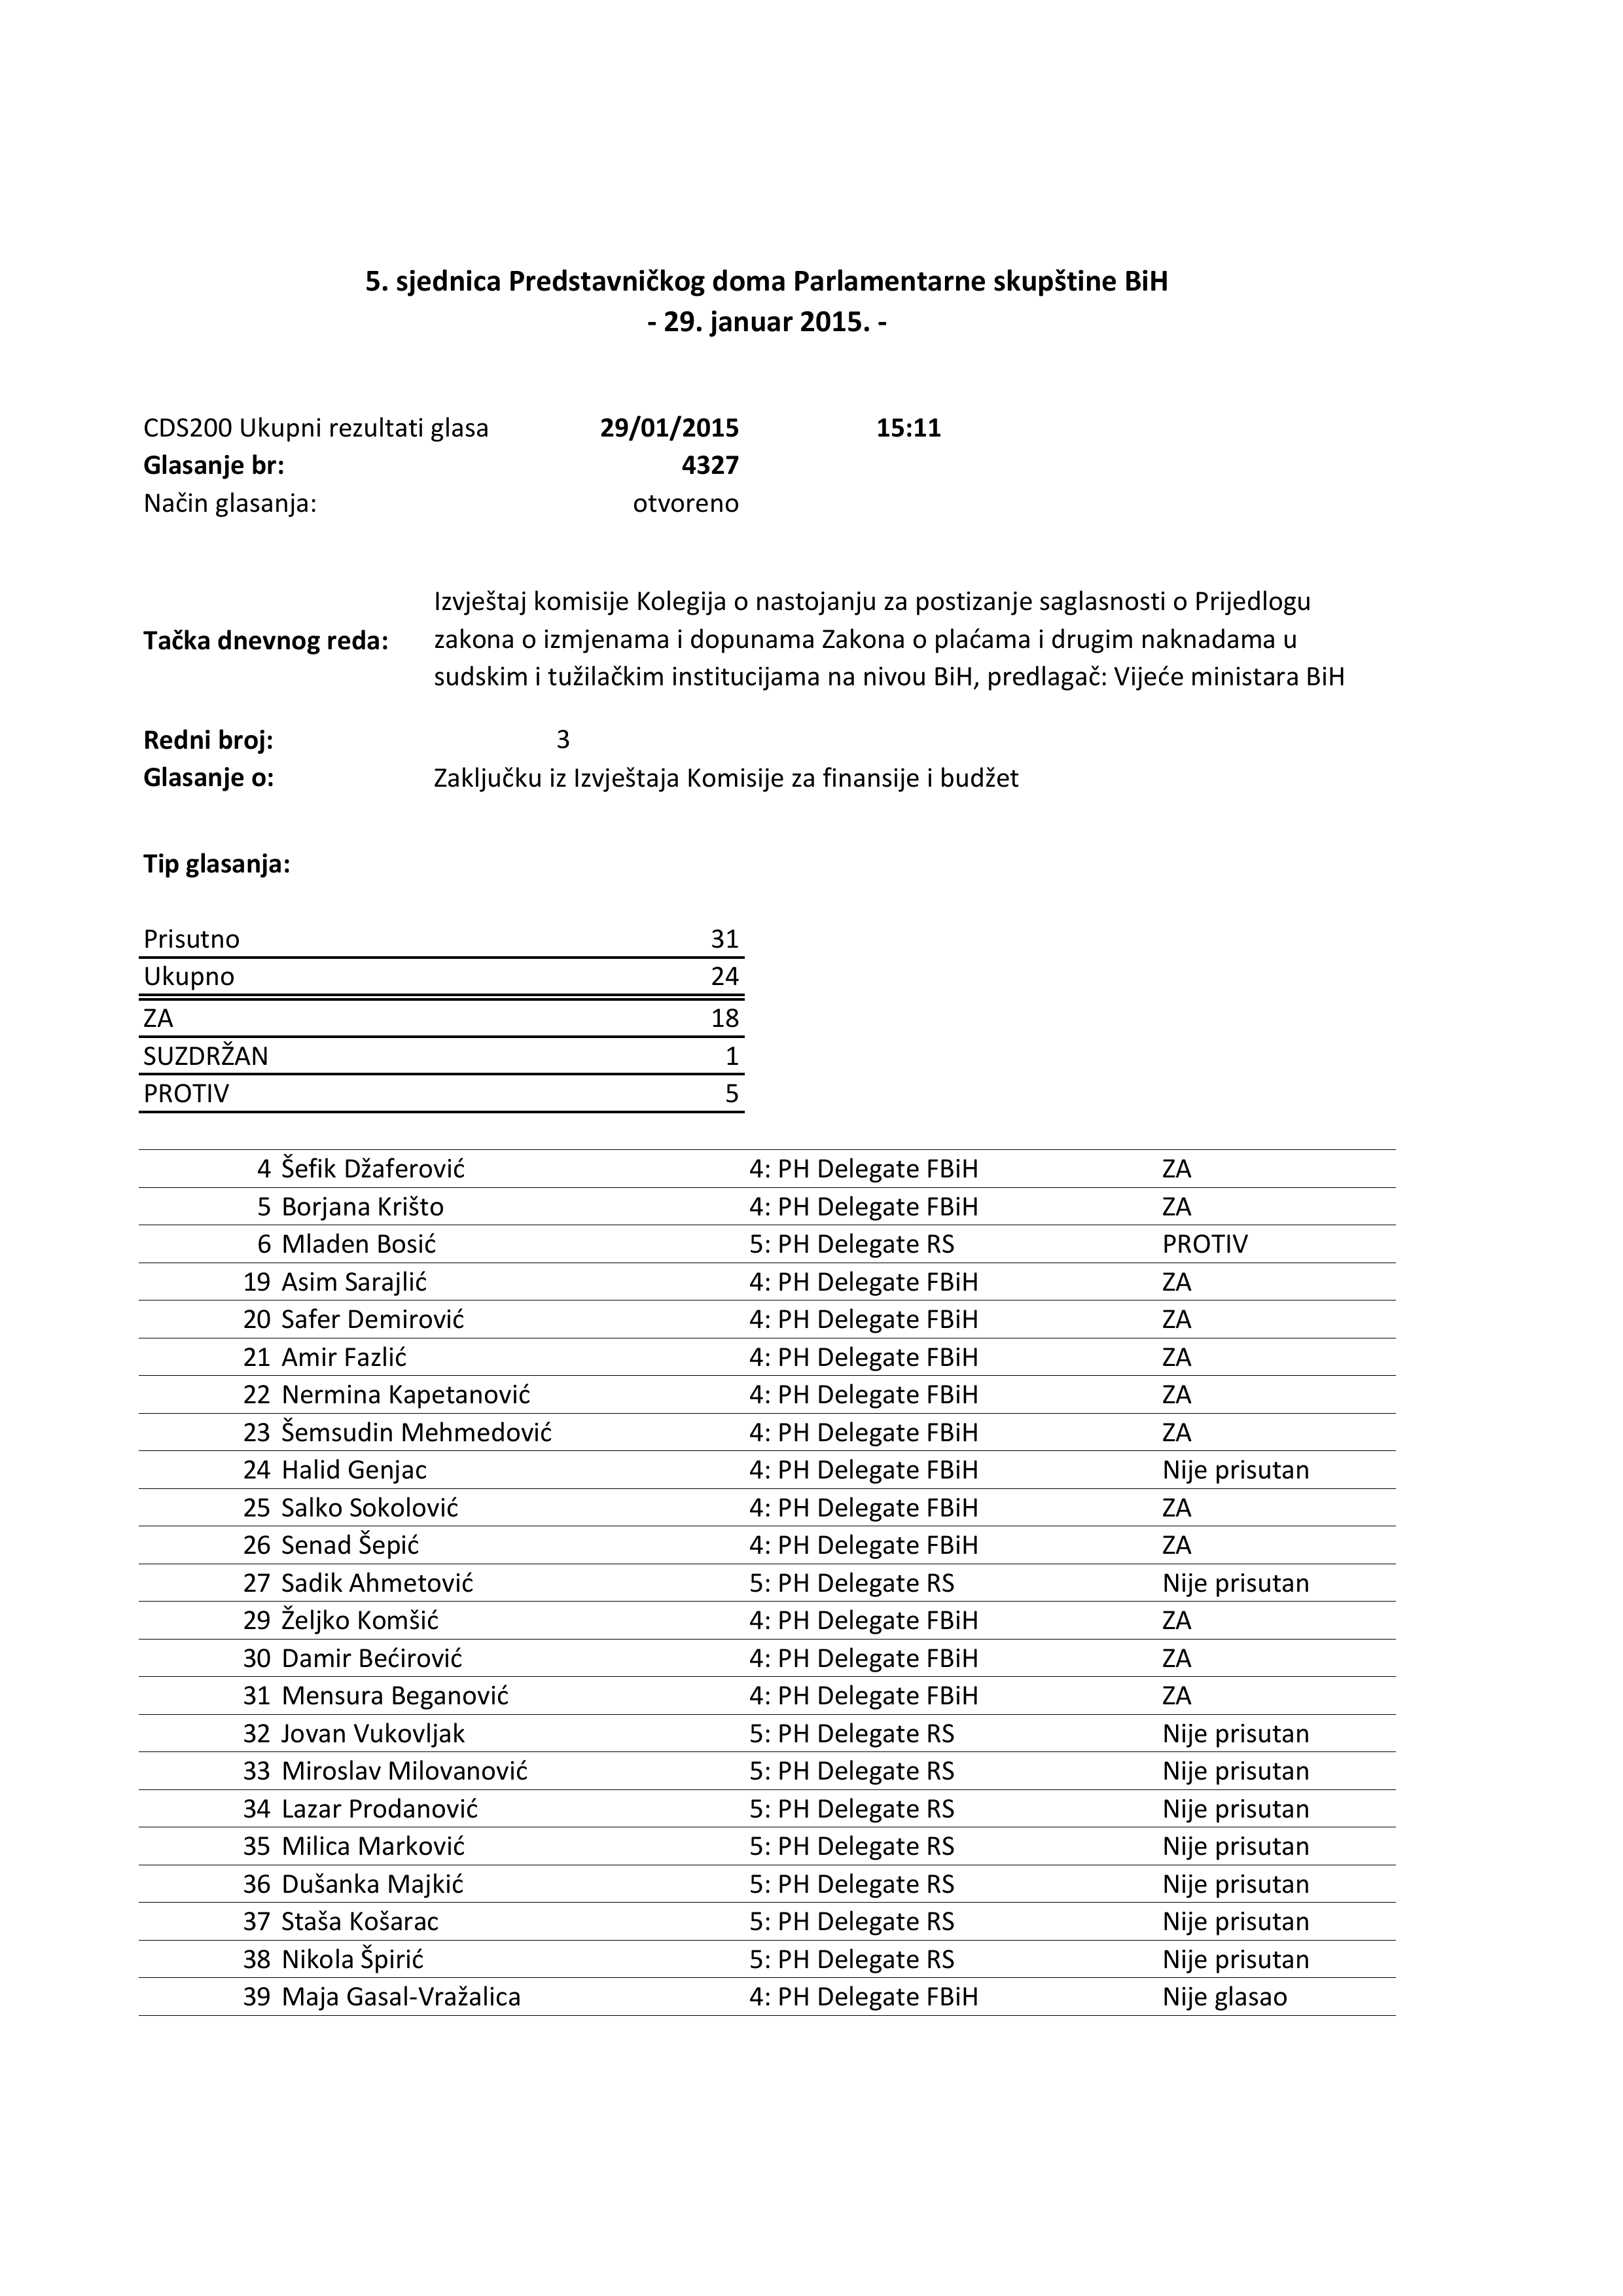 5. sjednica Predstavničkog doma Parlamentarne skupštine BiH
- 29. januar 2015. -
CDS200 Ukupni rezultati glasa 29/01/2015 15:11
Glasanje br: 4327
Način glasanja: otvoreno
Izvještaj komisije Kolegija o nastojanju za postizanje saglasnosti o Prijedlogu
Tačka dnevnog reda: zakona o izmjenama i dopunama Zakona o plaćama i drugim naknadama u
sudskim i tužilačkim institucijama na nivou BiH, predlagač: Vijeće ministara BiH
Redni broj: 3
Glasanje o: Zaključku iz Izvještaja Komisije za finansije i budžet
Tip glasanja:
Prisutno 31
Ukupno 24
ZA 18
SUZDRŽAN 1
PROTIV 5
4 Šefik Džaferović 4: PH Delegate FBiH ZA
5 Borjana Krišto 4: PH Delegate FBiH ZA
6 Mladen Bosić 5: PH Delegate RS PROTIV
19 Asim Sarajlić 4: PH Delegate FBiH ZA
20 Safer Demirović 4: PH Delegate FBiH ZA
21 Amir Fazlić 4: PH Delegate FBiH ZA
22 Nermina Kapetanović 4: PH Delegate FBiH ZA
23 Šemsudin Mehmedović 4: PH Delegate FBiH ZA
24 Halid Genjac 4: PH Delegate FBiH Nije prisutan
25 Salko Sokolović 4: PH Delegate FBiH ZA
26 Senad Šepić 4: PH Delegate FBiH ZA
27 Sadik Ahmetović 5: PH Delegate RS Nije prisutan
29 Željko Komšić 4: PH Delegate FBiH ZA
30 Damir Bećirović 4: PH Delegate FBiH ZA
31 Mensura Beganović 4: PH Delegate FBiH ZA
32 Jovan Vukovljak 5: PH Delegate RS Nije prisutan
33 Miroslav Milovanović 5: PH Delegate RS Nije prisutan
34 Lazar Prodanović 5: PH Delegate RS Nije prisutan
35 Milica Marković 5: PH Delegate RS Nije prisutan
36 Dušanka Majkić 5: PH Delegate RS Nije prisutan
37 Staša Košarac 5: PH Delegate RS Nije prisutan
38 Nikola Špirić 5: PH Delegate RS Nije prisutan
39 Maja Gasal-Vražalica 4: PH Delegate FBiH Nije glasao